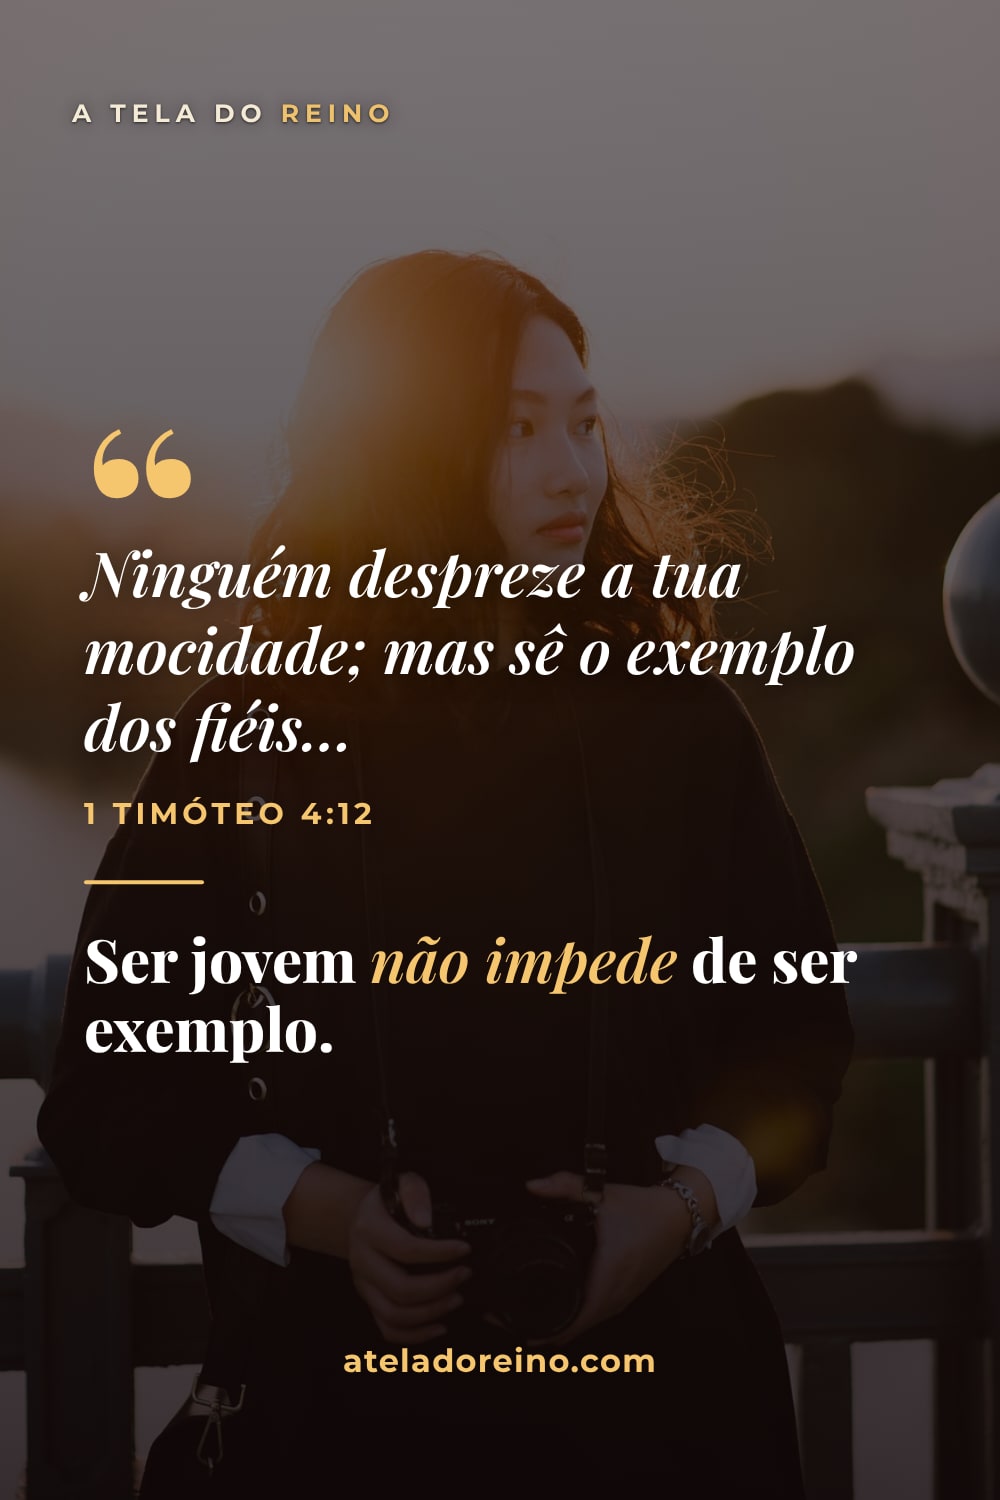 A TELA DO REINO
“
Ninguém despreze a tua
mocidade; mas sê o exemplo
dos fiéis...
1 TIMÓTEO 4:12
Ser jovem não impede de ser
exemplo.
SONY α
ateladoreino.com